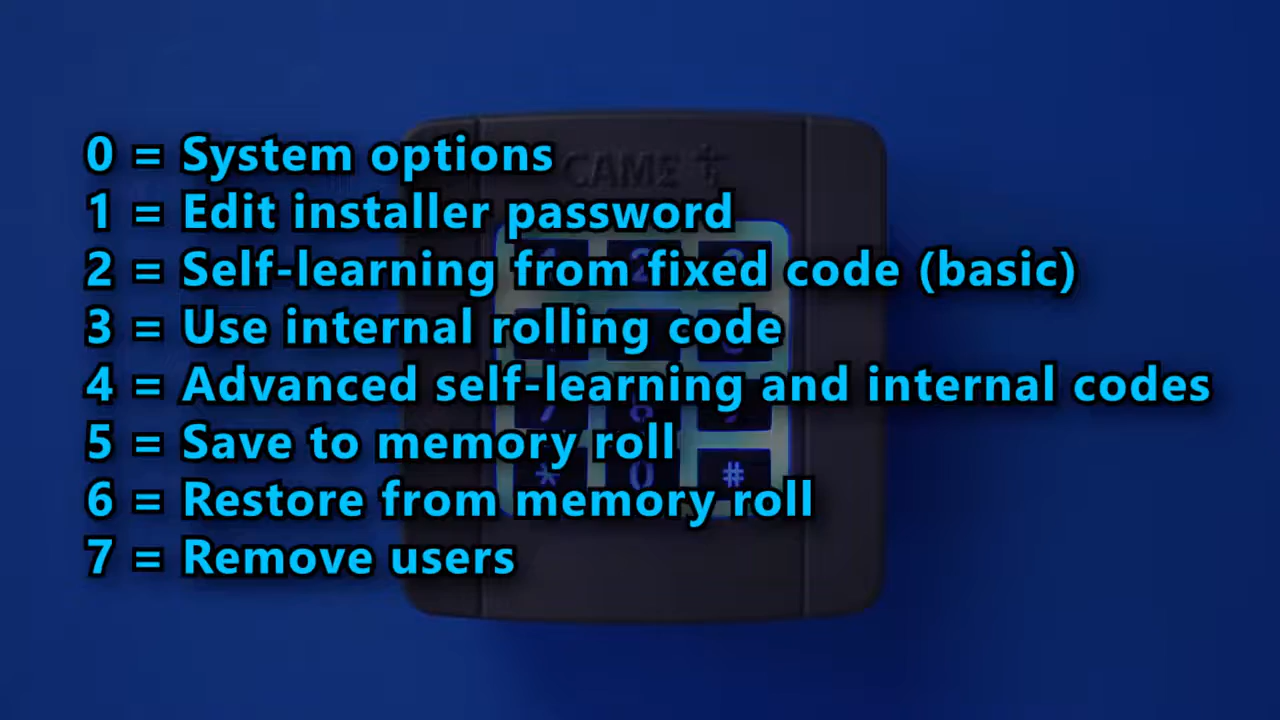 0 = System options
CAME
1 = Edit installer password
2 = Self-learning from fixed code (basic)
3 = Use internal rolling code
4 = Advanced self-learning and internal codes
5 = Save to memory roll
* 0 #
6 = Restore from memory roll
7 = Remove users